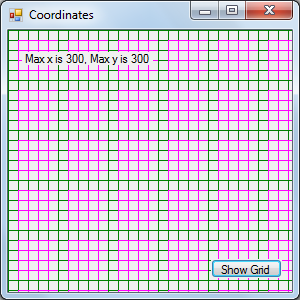 Coordinates
Max x is 300, Max y is 300
Show Grid